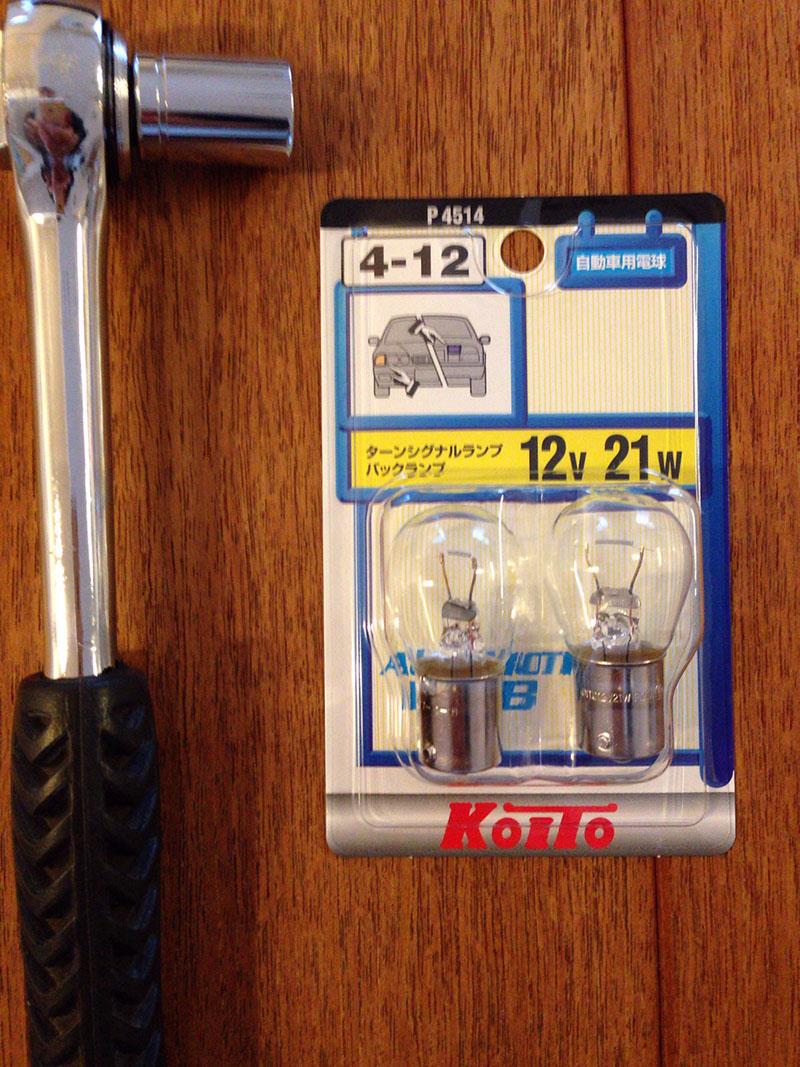 P4514
4-12
自動車用電球
ターンシグナルランプ
バックランプ
12V 21W
KOITO